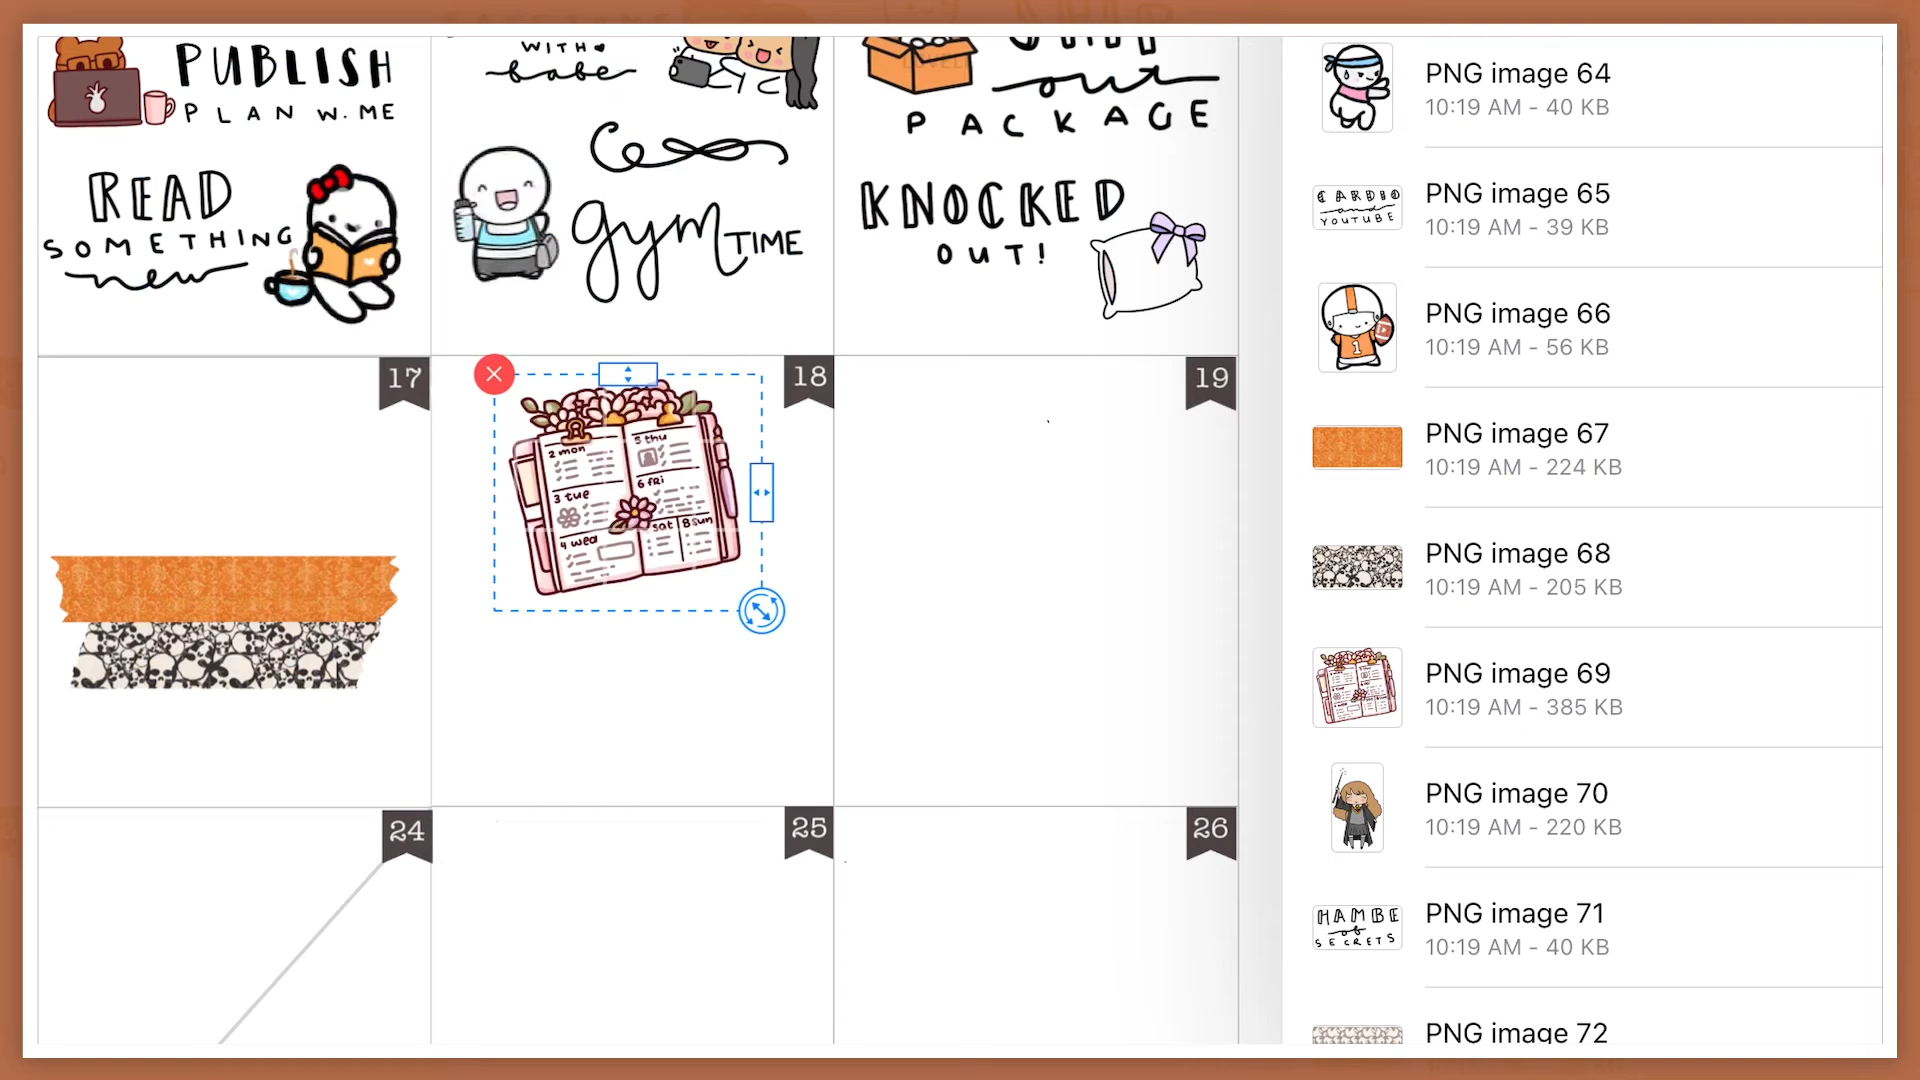 PUBLISH
PLAN W. ME
WITH
babe
out
PACKAGE
READ
SOMETHING
new
gym TIME
KNOCKED
OUT!
17
18
19
2 mon
3 tue
4 wed
5 thu
6 fRi
sat
8 sun
24
25
26
PNG image 64
10:19 AM - 40 KB
CARDIO
and
YOUTUBE
PNG image 65
10:19 AM - 39 KB
1
PNG image 66
10:19 AM - 56 KB
PNG image 67
10:19 AM - 224 KB
PNG image 68
10:19 AM - 205 KB
PNG image 69
10:19 AM - 385 KB
PNG image 70
10:19 AM - 220 KB
HAMBE
of
SECRETS
PNG image 71
10:19 AM - 40 KB
PNG image 72